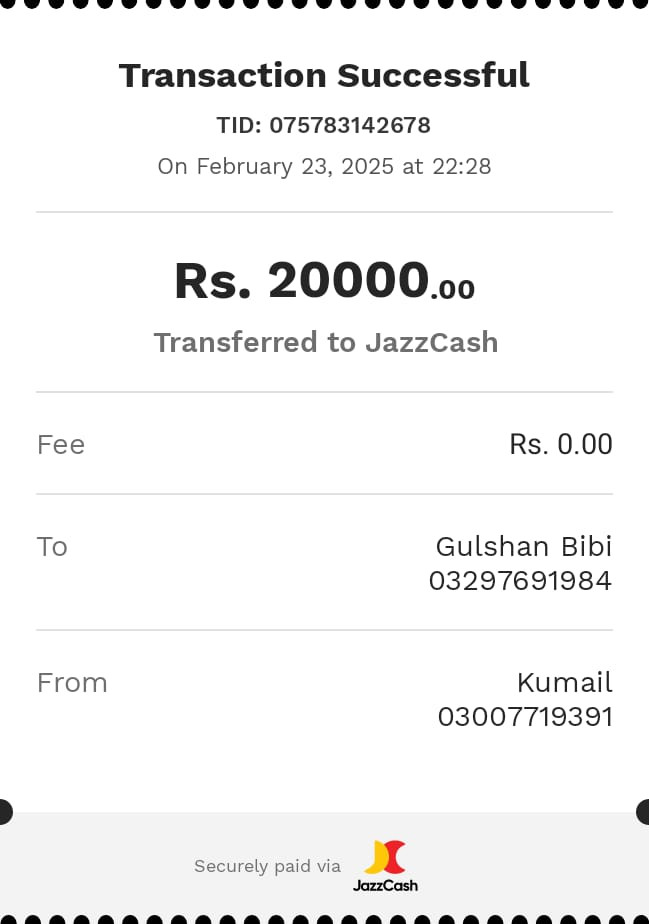 Transaction Successful
TID: 075783142678
On February 23, 2025 at 22:28
Rs. 20000.00
Transferred to JazzCash
Fee Rs. 0.00
To Gulshan Bibi
03297691984
From Kumail
03007719391
Securely paid via JazzCash